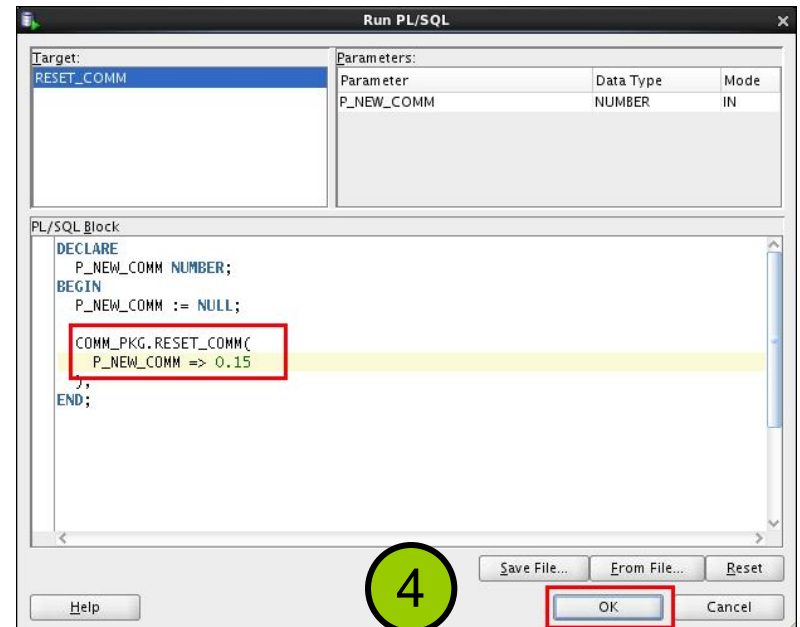 Run PL/SQL
Target:
RESET_COMM
Parameters:
Parameter Data Type Mode
P_NEW_COMM NUMBER IN
PL/SQL Block
DECLARE
P_NEW_COMM NUMBER;
BEGIN
P_NEW_COMM := NULL;
COMM_PKG.RESET_COMM(
P_NEW_COMM => 0.15
);
END;
Save File... From File... Reset
4
Help OK Cancel